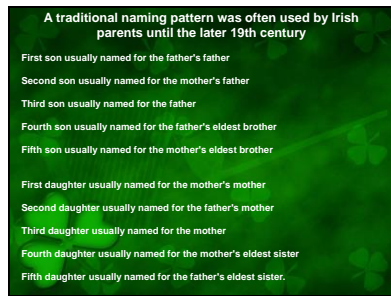 A traditional naming pattern was often used by Irish
parents until the later 19th century
First son usually named for the father's father
Second son usually named for the mother's father
Third son usually named for the father
Fourth son usually named for the father's eldest brother
Fifth son usually named for the mother's eldest brother
First daughter usually named for the mother's mother
Second daughter usually named for the father's mother
Third daughter usually named for the mother
Fourth daughter usually named for the mother's eldest sister
Fifth daughter usually named for the father's eldest sister.